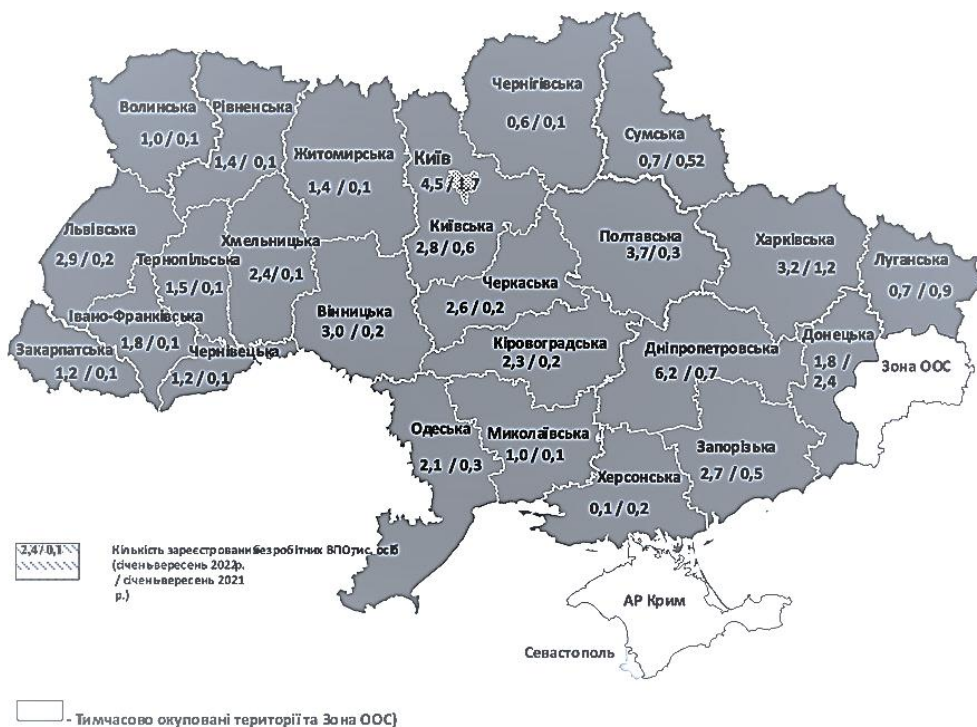 Чернігівська
0,6 / 0,1
Волинська
1,0 / 0,1
Рівненська
1,4 / 0,1
Сумська
0,7 / 0,52
Житомирська
1,4 / 0,1
Київ
4,5 /
Київська
2,8 / 0,6
Львівська
2,9 / 0,2
Хмельницька
2,4 / 0,1
Тернопільська
1,5 / 0,1
Полтавська
3,7 / 0,3
Харківська
3,2 / 1,2
Луганська
0,7 / 0,9
Черкаська
2,6 / 0,2
Вінницька
3,0 / 0,2
Івано-Франківська
1,8 / 0,1
Закарпатська
1,2 / 0,1
Чернівецька
1,2 / 0,1
Кіровоградська
2,3 / 0,2
Дніпропетровська
6,2 / 0,7
Донецька
1,8 /
2,4
Зона ООС
Одеська
2,1 / 0,3
Миколаївська
1,0 / 0,1
Запорізька
2,7 / 0,5
Херсонська
0,1 / 0,2
2,4 / 0,1
Кількість зареєстрованибезробітних ВПО,тис. осіб
(січень-вересень 2022р.
/ січень-вересень 2021
р.)
АР Крим
Севастополь
- Тимчасово окуповані території та Зона ООС)